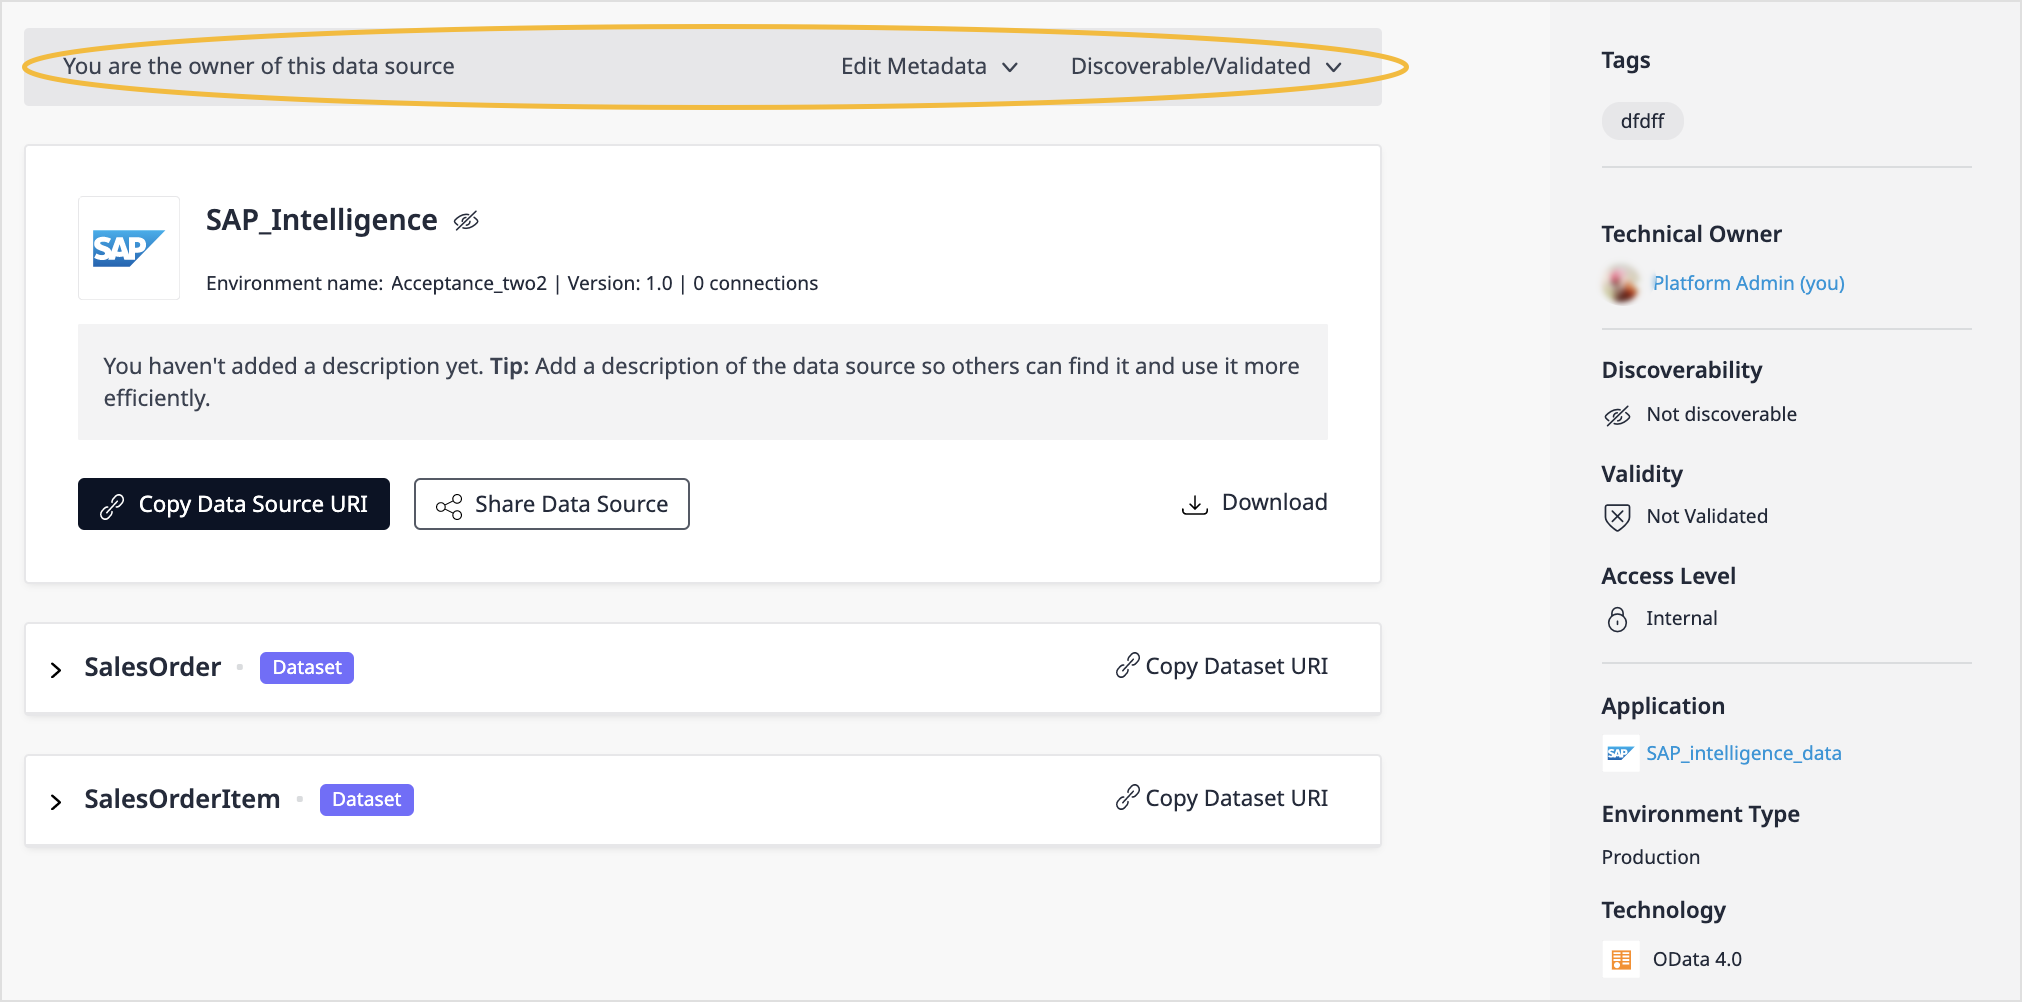 You are the owner of this data source
Edit Metadata
Discoverable/Validated
SAP
SAP_Intelligence
Environment name: Acceptance_two2 | Version: 1.0 | 0 connections
You haven't added a description yet. Tip: Add a description of the data source so others can find it and use it more
efficiently.
Copy Data Source URI
Share Data Source
Download
SalesOrder
Dataset
Copy Dataset URI
SalesOrderItem
Dataset
Copy Dataset URI
Tags
dfdff
Technical Owner
Platform Admin (you)
Discoverability
Not discoverable
Validity
Not Validated
Access Level
Internal
Application
SAP
SAP_intelligence_data
Environment Type
Production
Technology
OData 4.0